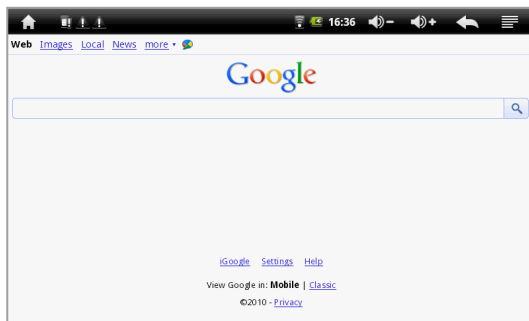 16:36
Web Images Local News more
Google
iGoogle Settings Help
View Google in: Mobile | Classic
©2010 - Privacy